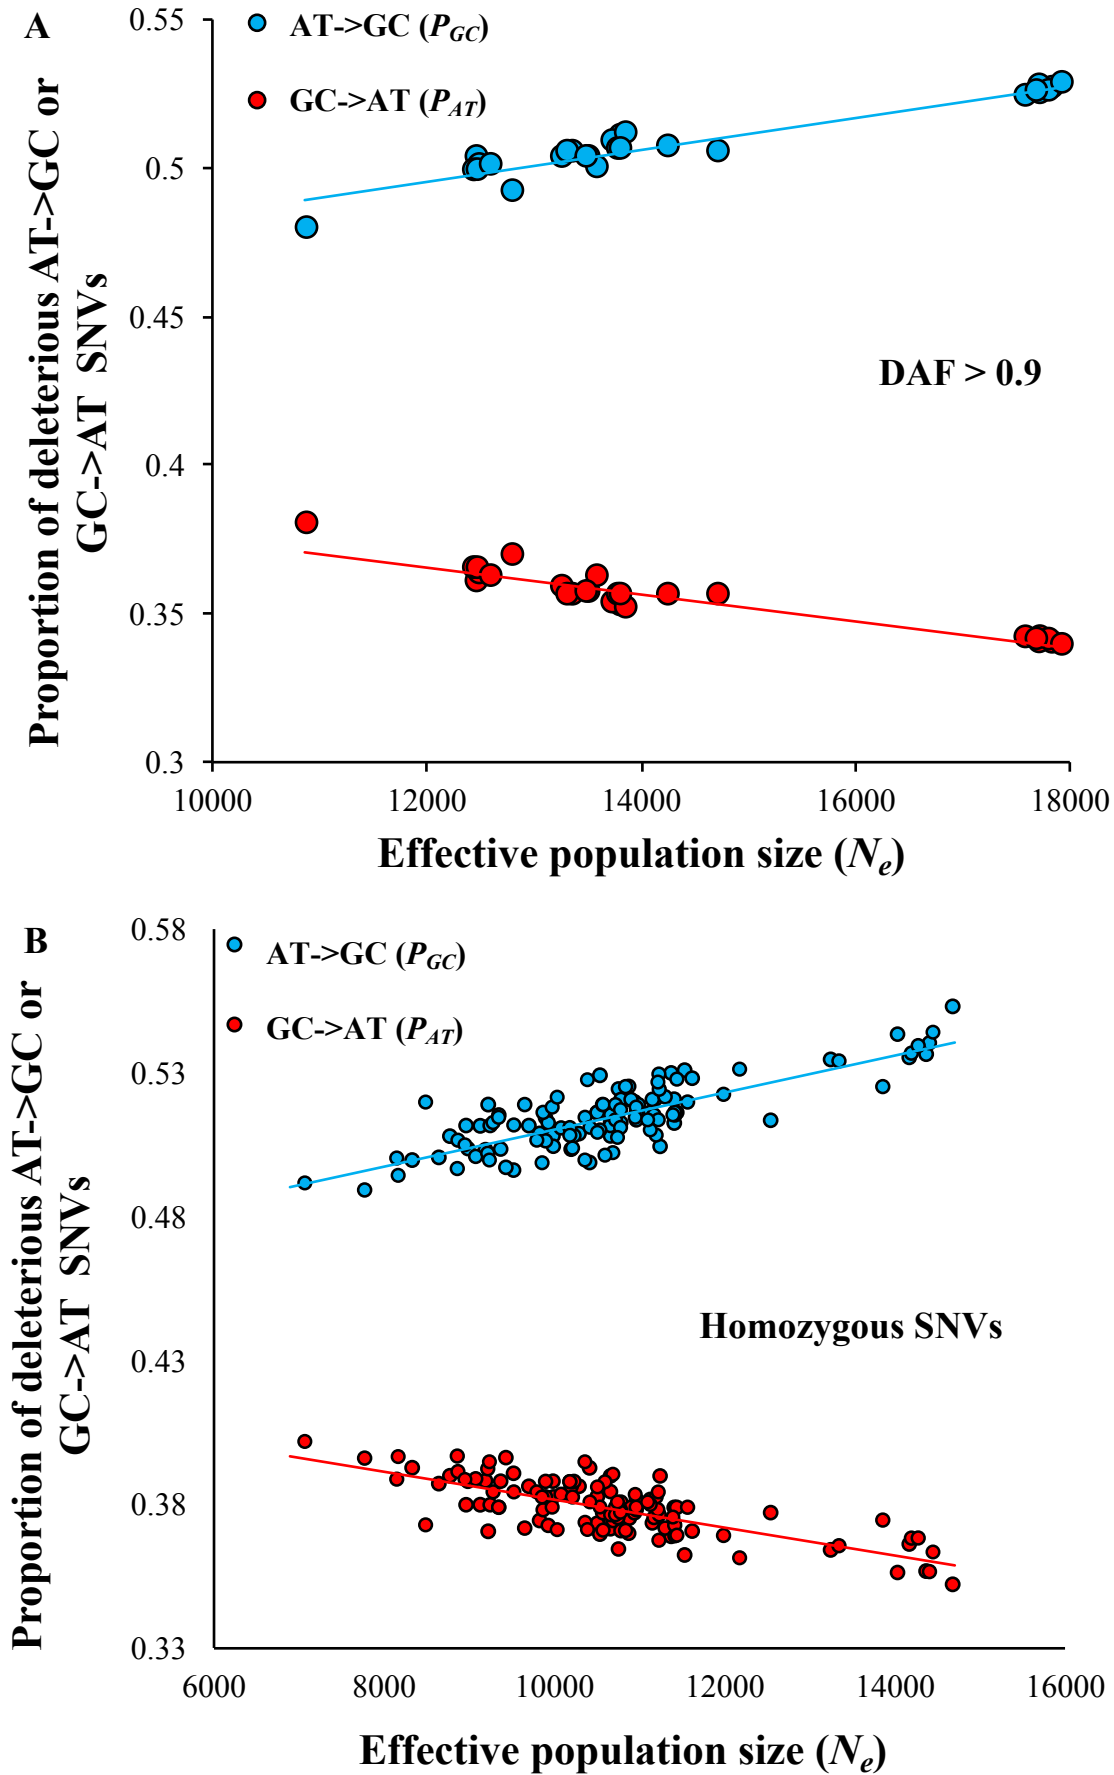 A
AT->GC (PGC)
GC->AT (PAT)
Proportion of deleterious AT->GC or
GC->AT SNVs
0.55
0.5
0.45
0.4
0.35
0.3
DAF > 0.9
10000 12000 14000 16000 18000
Effective population size (Ne)
B
AT->GC (PGC)
GC->AT (PAT)
Proportion of deleterious AT->GC or
GC->AT SNVs
0.58
0.53
0.48
0.43
0.38
0.33
Homozygous SNVs
6000 8000 10000 12000 14000 16000
Effective population size (Ne)